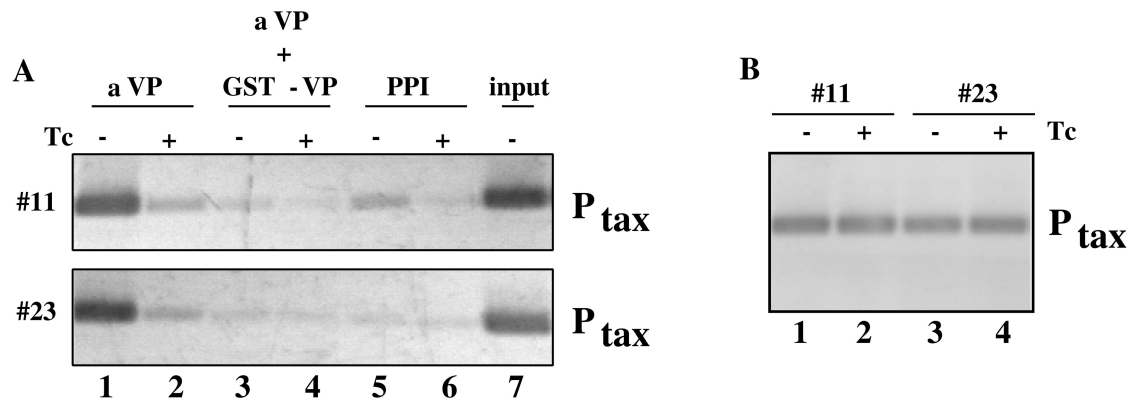 A
a VP
+
a VP GST - VP PPI input
Tc - + - + - + -
#11 P tax
#23 P tax
1 2 3 4 5 6 7
B
#11 #23
- + - + Tc
P tax
1 2 3 4